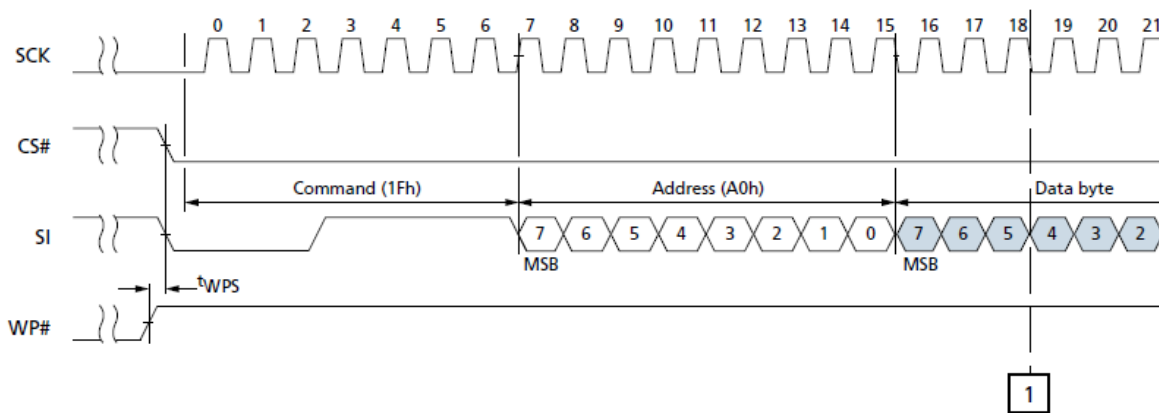 0 1 2 3 4 5 6 7 8 9 10 11 12 13 14 15 16 17 18 19 20 21
SCK
CS#
Command (1Fh) Address (A0h) Data byte
SI 7 6 5 4 3 2 1 0 7 6 5 4 3 2
MSB MSB
tWPS
WP#
1